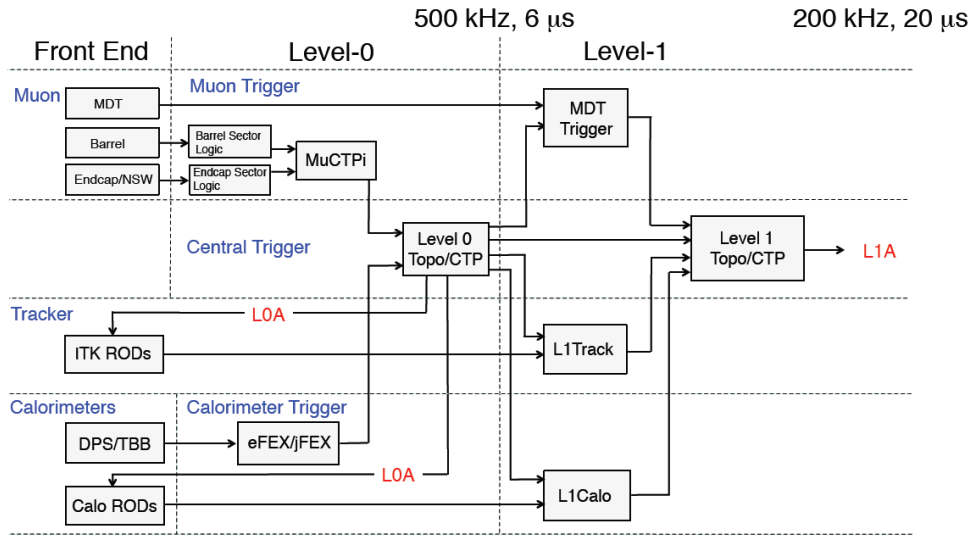 500 kHz, 6 μs
200 kHz, 20 μs
Front End
Level-0
Level-1
Muon
Muon Trigger
MDT
MDT
Trigger
Barrel
Barrel Sector
Logic
MuCTPi
Endcap/NSW
Endcap Sector
Logic
Central Trigger
Level 0
Topo/CTP
Level 1
Topo/CTP
L1A
Tracker
L0A
ITK RODs
L1Track
Calorimeters
Calorimeter Trigger
DPS/TBB
eFEX/jFEX
L0A
Calo RODs
L1Calo